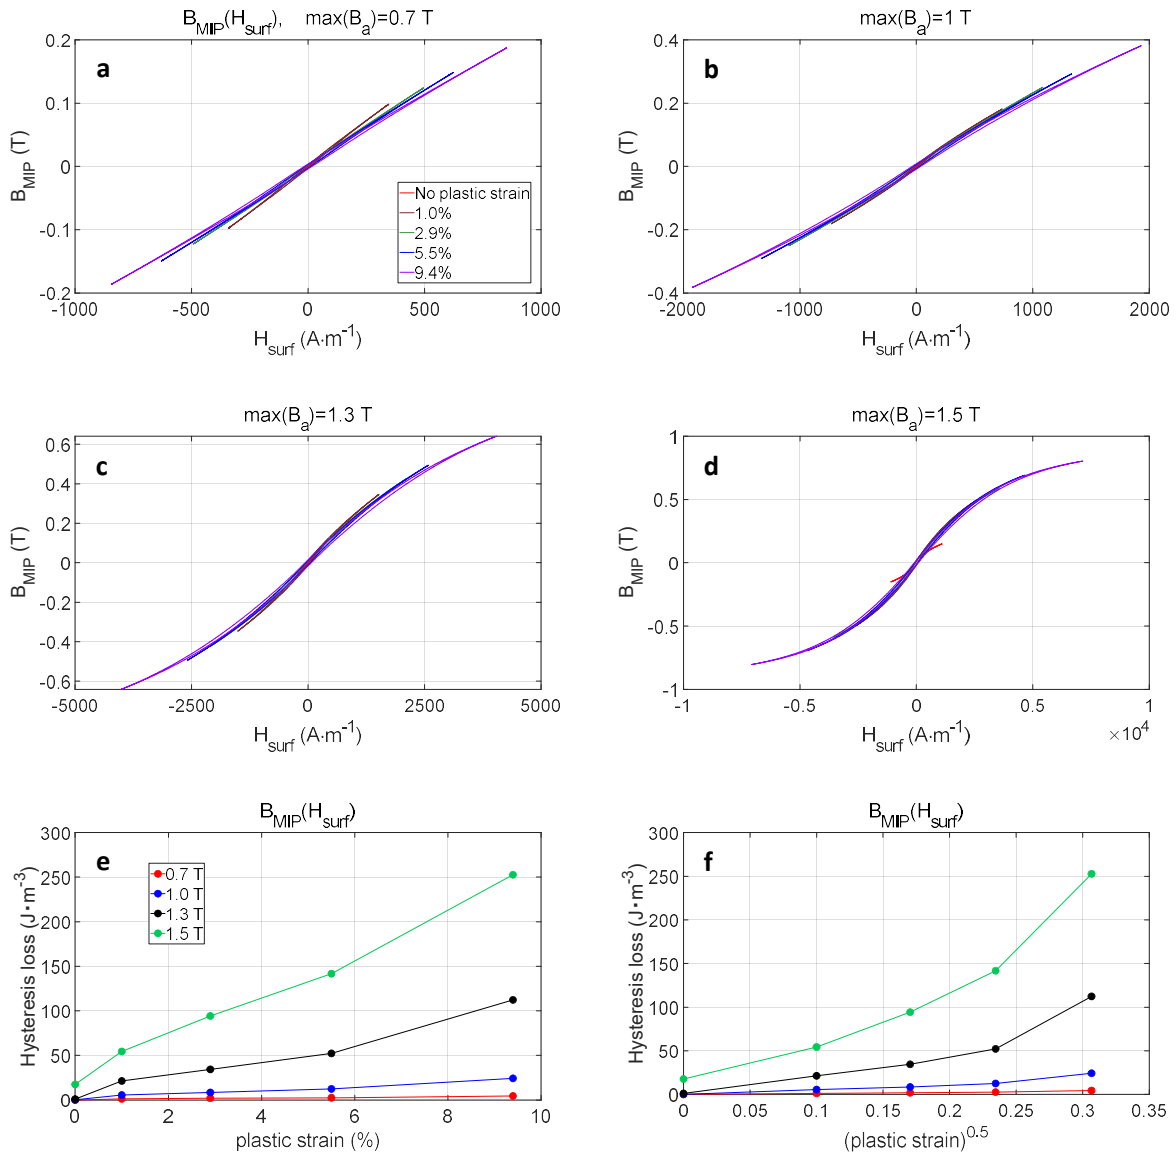 B_MIP(H_surf),    max(B_a)=0.7 T
a
0.2
0.1
0
-0.1
-0.2
B_MIP (T)
-1000 -500 0 500 1000
H_surf (A·m⁻¹)
No plastic strain
1.0%
2.9%
5.5%
9.4%
max(B_a)=1 T
b
0.4
0.2
0
-0.2
-0.4
B_MIP (T)
-2000 -1000 0 1000 2000
H_surf (A·m⁻¹)
max(B_a)=1.3 T
c
0.6
0.4
0.2
0
-0.2
-0.4
-0.6
B_MIP (T)
-5000 -2500 0 2500 5000
H_surf (A·m⁻¹)
max(B_a)=1.5 T
d
1
0.5
0
-0.5
-1
B_MIP (T)
-1 -0.5 0 0.5 1
H_surf (A·m⁻¹)
×10⁴
B_MIP(H_surf)
e
300
250
200
150
100
50
0
Hysteresis loss (J·m⁻³)
0.7 T
1.0 T
1.3 T
1.5 T
0 2 4 6 8 10
plastic strain (%)
B_MIP(H_surf)
f
300
250
200
150
100
50
0
Hysteresis loss (J·m⁻³)
0 0.05 0.1 0.15 0.2 0.25 0.3 0.35
(plastic strain)^0.5